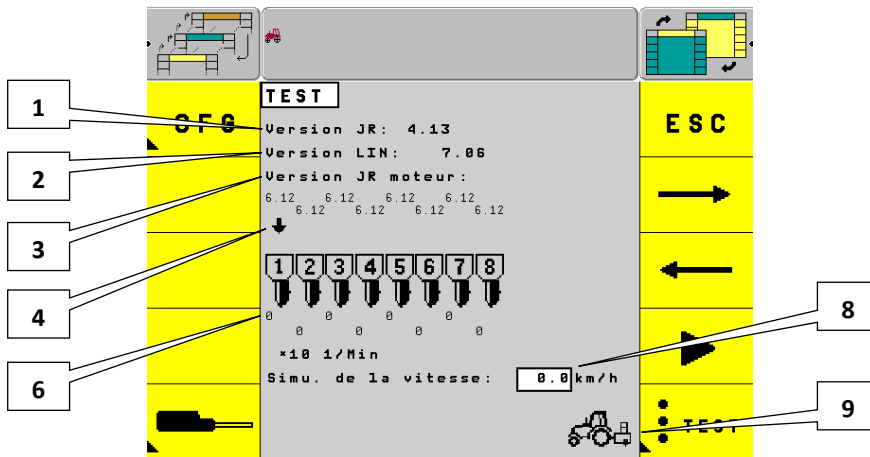 1
2
3
4
6
8
9
TEST
CFG
ESC
Version JR: 4.13
Version LIN: 7.06
Version JR moteur:
6.12 6.12 6.12 6.12
6.12 6.12 6.12 6.12
1 2 3 4 5 6 7 8
0 0 0
0 0 0 0
×10 1/Min
Simu. de la vitesse: 0.0 km/h
TEST